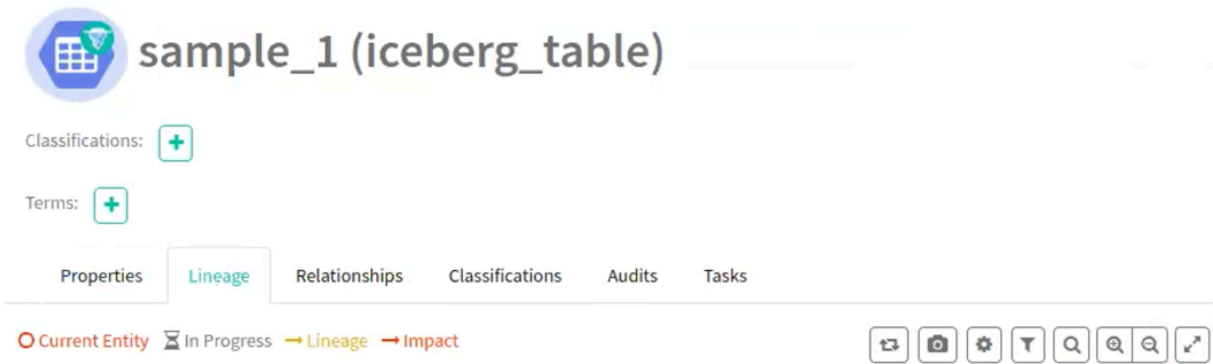 sample_1 (iceberg_table)
Classifications:
Terms:
Properties Lineage Relationships Classifications Audits Tasks
Current Entity In Progress Lineage Impact